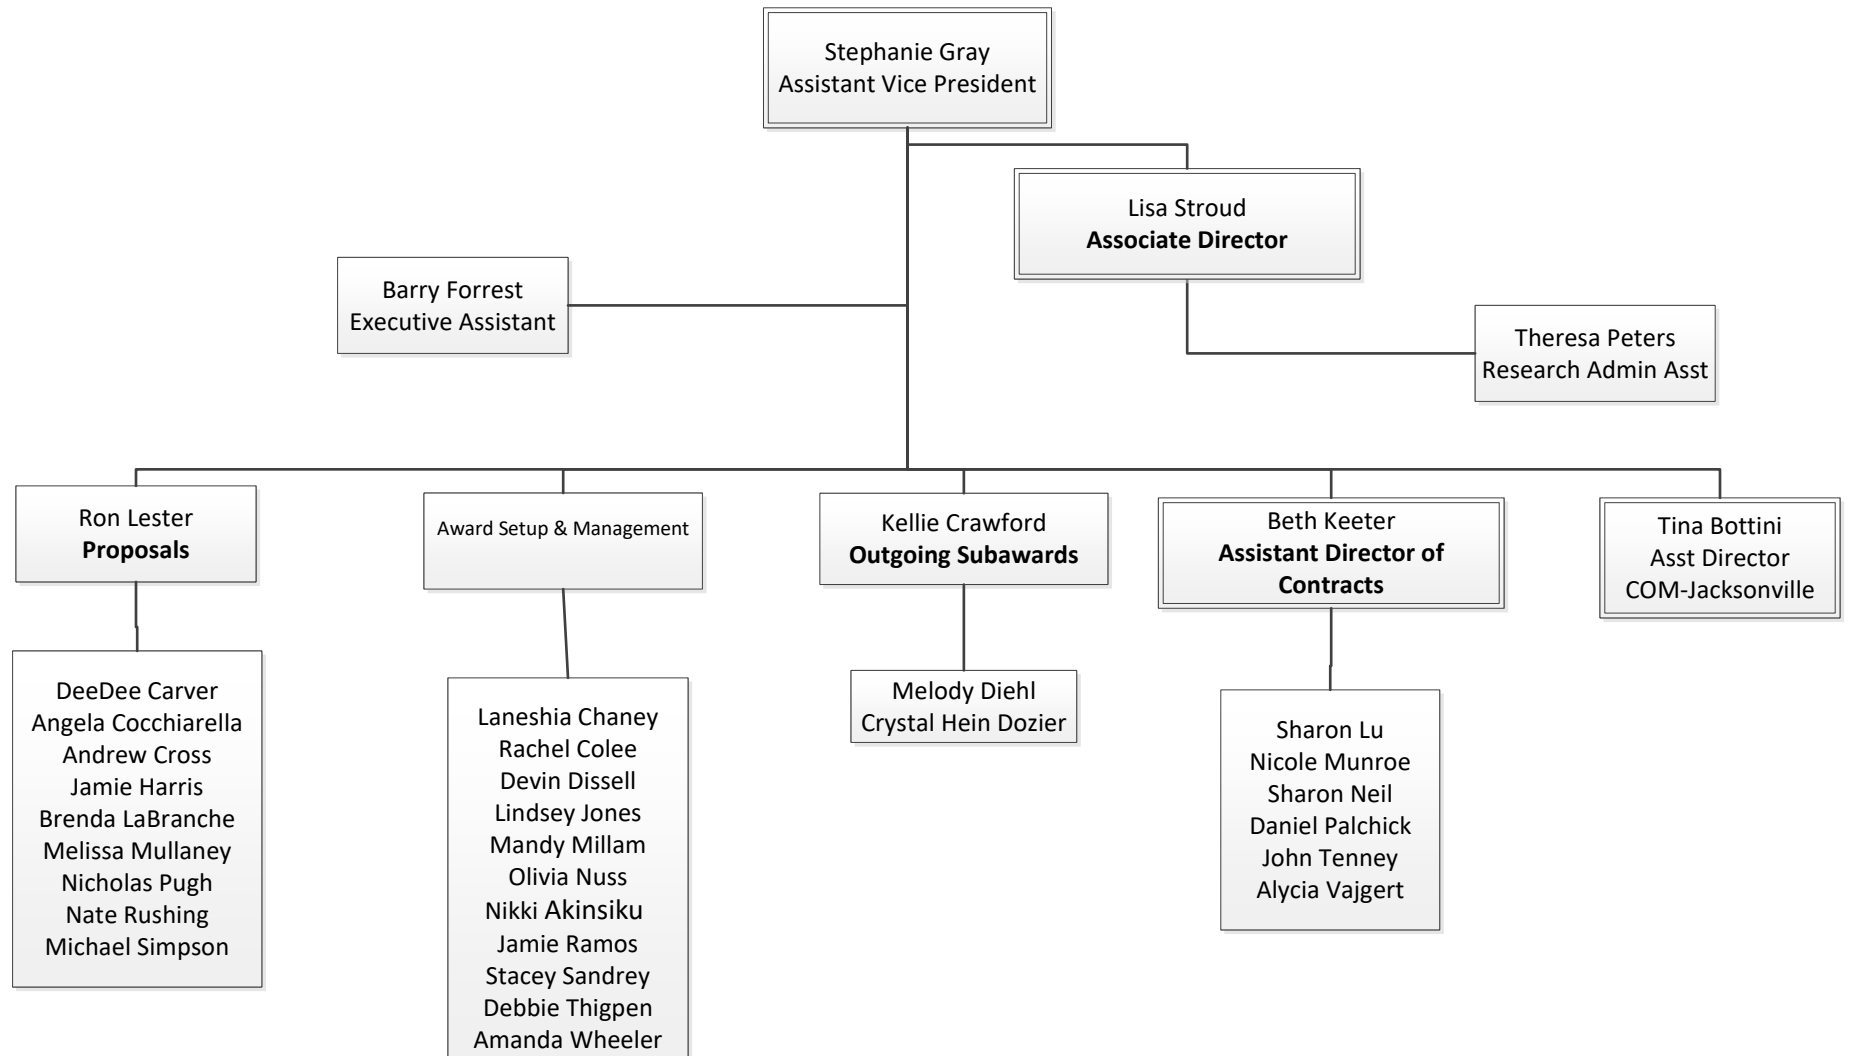 Stephanie Gray
Assistant Vice President
Lisa Stroud
Associate Director
Barry Forrest
Executive Assistant
Theresa Peters
Research Admin Asst
Ron Lester
Proposals
Award Setup & Management
Kellie Crawford
Outgoing Subawards
Beth Keeter
Assistant Director of
Contracts
Tina Bottini
Asst Director
COM-Jacksonville
DeeDee Carver
Angela Cocchiarella
Andrew Cross
Jamie Harris
Brenda LaBranche
Melissa Mullaney
Nicholas Pugh
Nate Rushing
Michael Simpson
Laneshia Chaney
Rachel Colee
Devin Dissell
Lindsey Jones
Mandy Millam
Olivia Nuss
Nikki Akinsiku
Jamie Ramos
Stacey Sandrey
Debbie Thigpen
Amanda Wheeler
Melody Diehl
Crystal Hein Dozier
Sharon Lu
Nicole Munroe
Sharon Neil
Daniel Palchick
John Tenney
Alycia Vajgert